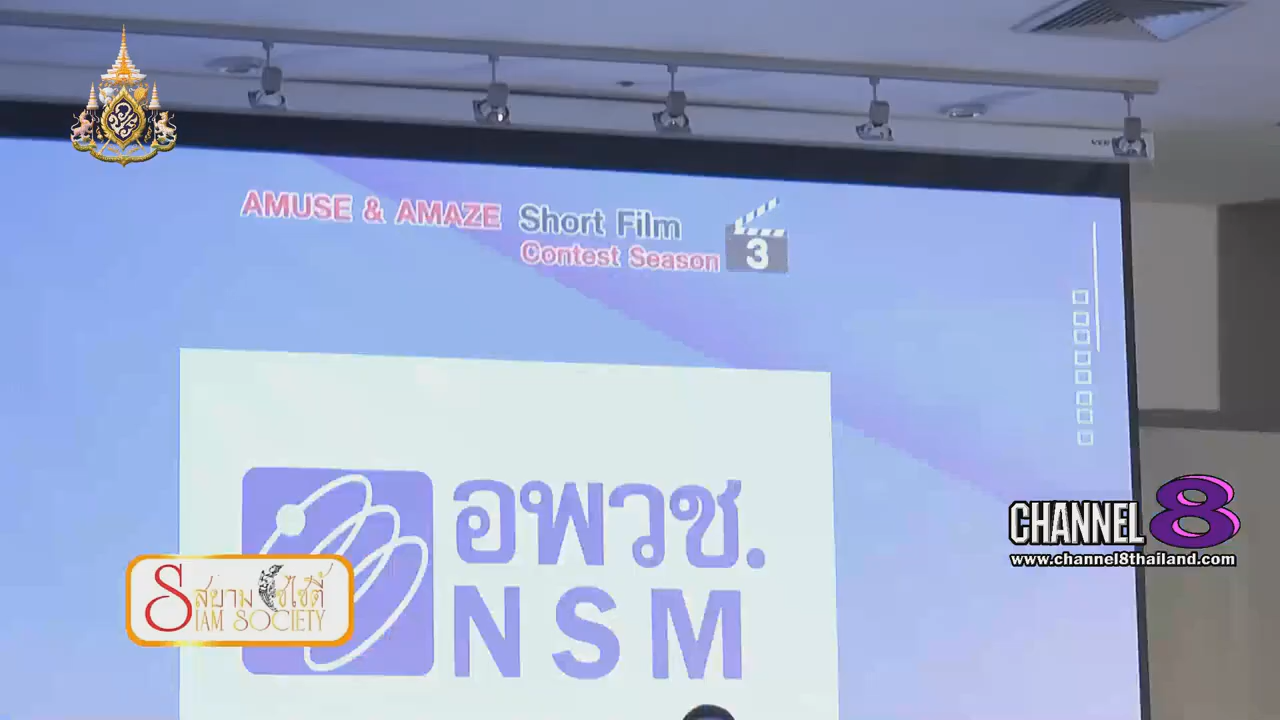 AMUSE & AMAZE Short Film
Contest Season 3
อพวช.
NSM
CHANNEL 8
www.channel8thailand.com
สยามโซไซตี้
SIAM SOCIETY